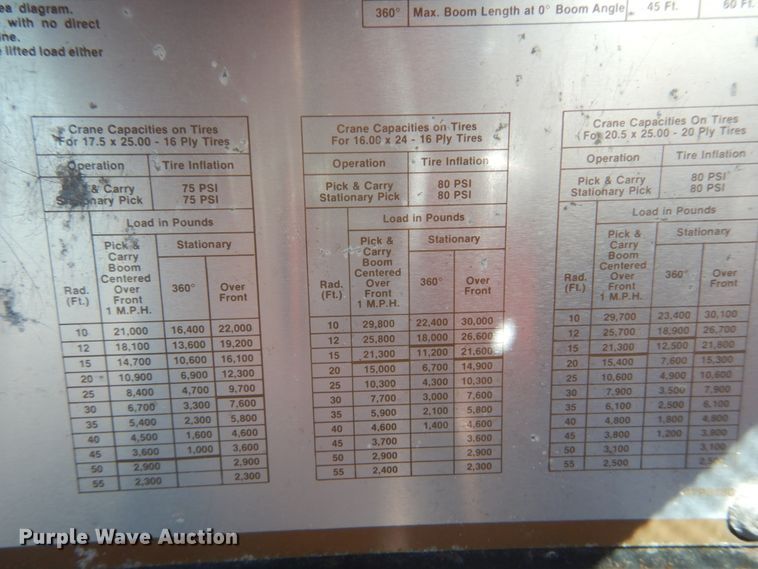 ea diagram.
with no direct
ne.
lifted load either
360° Max. Boom Length at 0° Boom Angle 45 Ft. 60 Ft.
Crane Capacities on Tires
For 17.5 x 25.00 - 16 Ply Tires
Operation Tire Inflation
& Carry 75 PSI
Stationary Pick 75 PSI
Load in Pounds
Rad. (Ft.) Pick & Carry Boom Centered Over Front 1 M.P.H. Stationary
360° Over Front
10 21,000 16,400 22,000
12 18,100 13,600 19,200
15 14,700 10,600 16,100
20 10,900 6,900 12,300
25 8,400 4,700 9,700
30 6,700 3,300 7,600
35 5,400 2,300 5,800
40 4,500 1,600 4,600
45 3,600 1,000 3,600
50 2,900 2,900
55 2,300 2,300
Crane Capacities on Tires
For 16.00 x 24 - 16 Ply Tires
Operation Tire Inflation
Pick & Carry 80 PSI
Stationary Pick 80 PSI
Load in Pounds
Rad. (Ft.) Pick & Carry Boom Centered Over Front 1 M.P.H. Stationary
360° Over Front
10 29,800 22,400 30,000
12 25,800 18,000 26,600
15 21,300 11,200 21,600
20 15,000 6,700 14,900
25 10,300 4,300 10,300
30 7,700 3,000 7,600
35 5,900 2,100 5,800
40 4,600 1,400 4,600
45 3,700 3,600
50 2,900 2,900
55 2,400 2,300
Crane Capacities On Tires
For 20.5 x 25.00 - 20 Ply Tires
Operation Tire Inflation
Pick & Carry 80 PSI
Stationary Pick 80 PSI
Load in Pounds
Rad. (Ft.) Pick & Carry Boom Centered Over Front 1 M.P.H. Stationary
360° Over Front
10 29,700 23,400 30,100
12 25,700 18,900 26,700
15 21,300 12,500 21,800
20 15,400 7,600 15,300
25 10,600 4,900 10,600
30 7,900 3,500 7,900
35 6,100 2,500 6,100
40 4,800 1,800 4,800
45 3,800 1,200 3,800
50 3,100 3,100
55 2,500
Purple Wave Auction